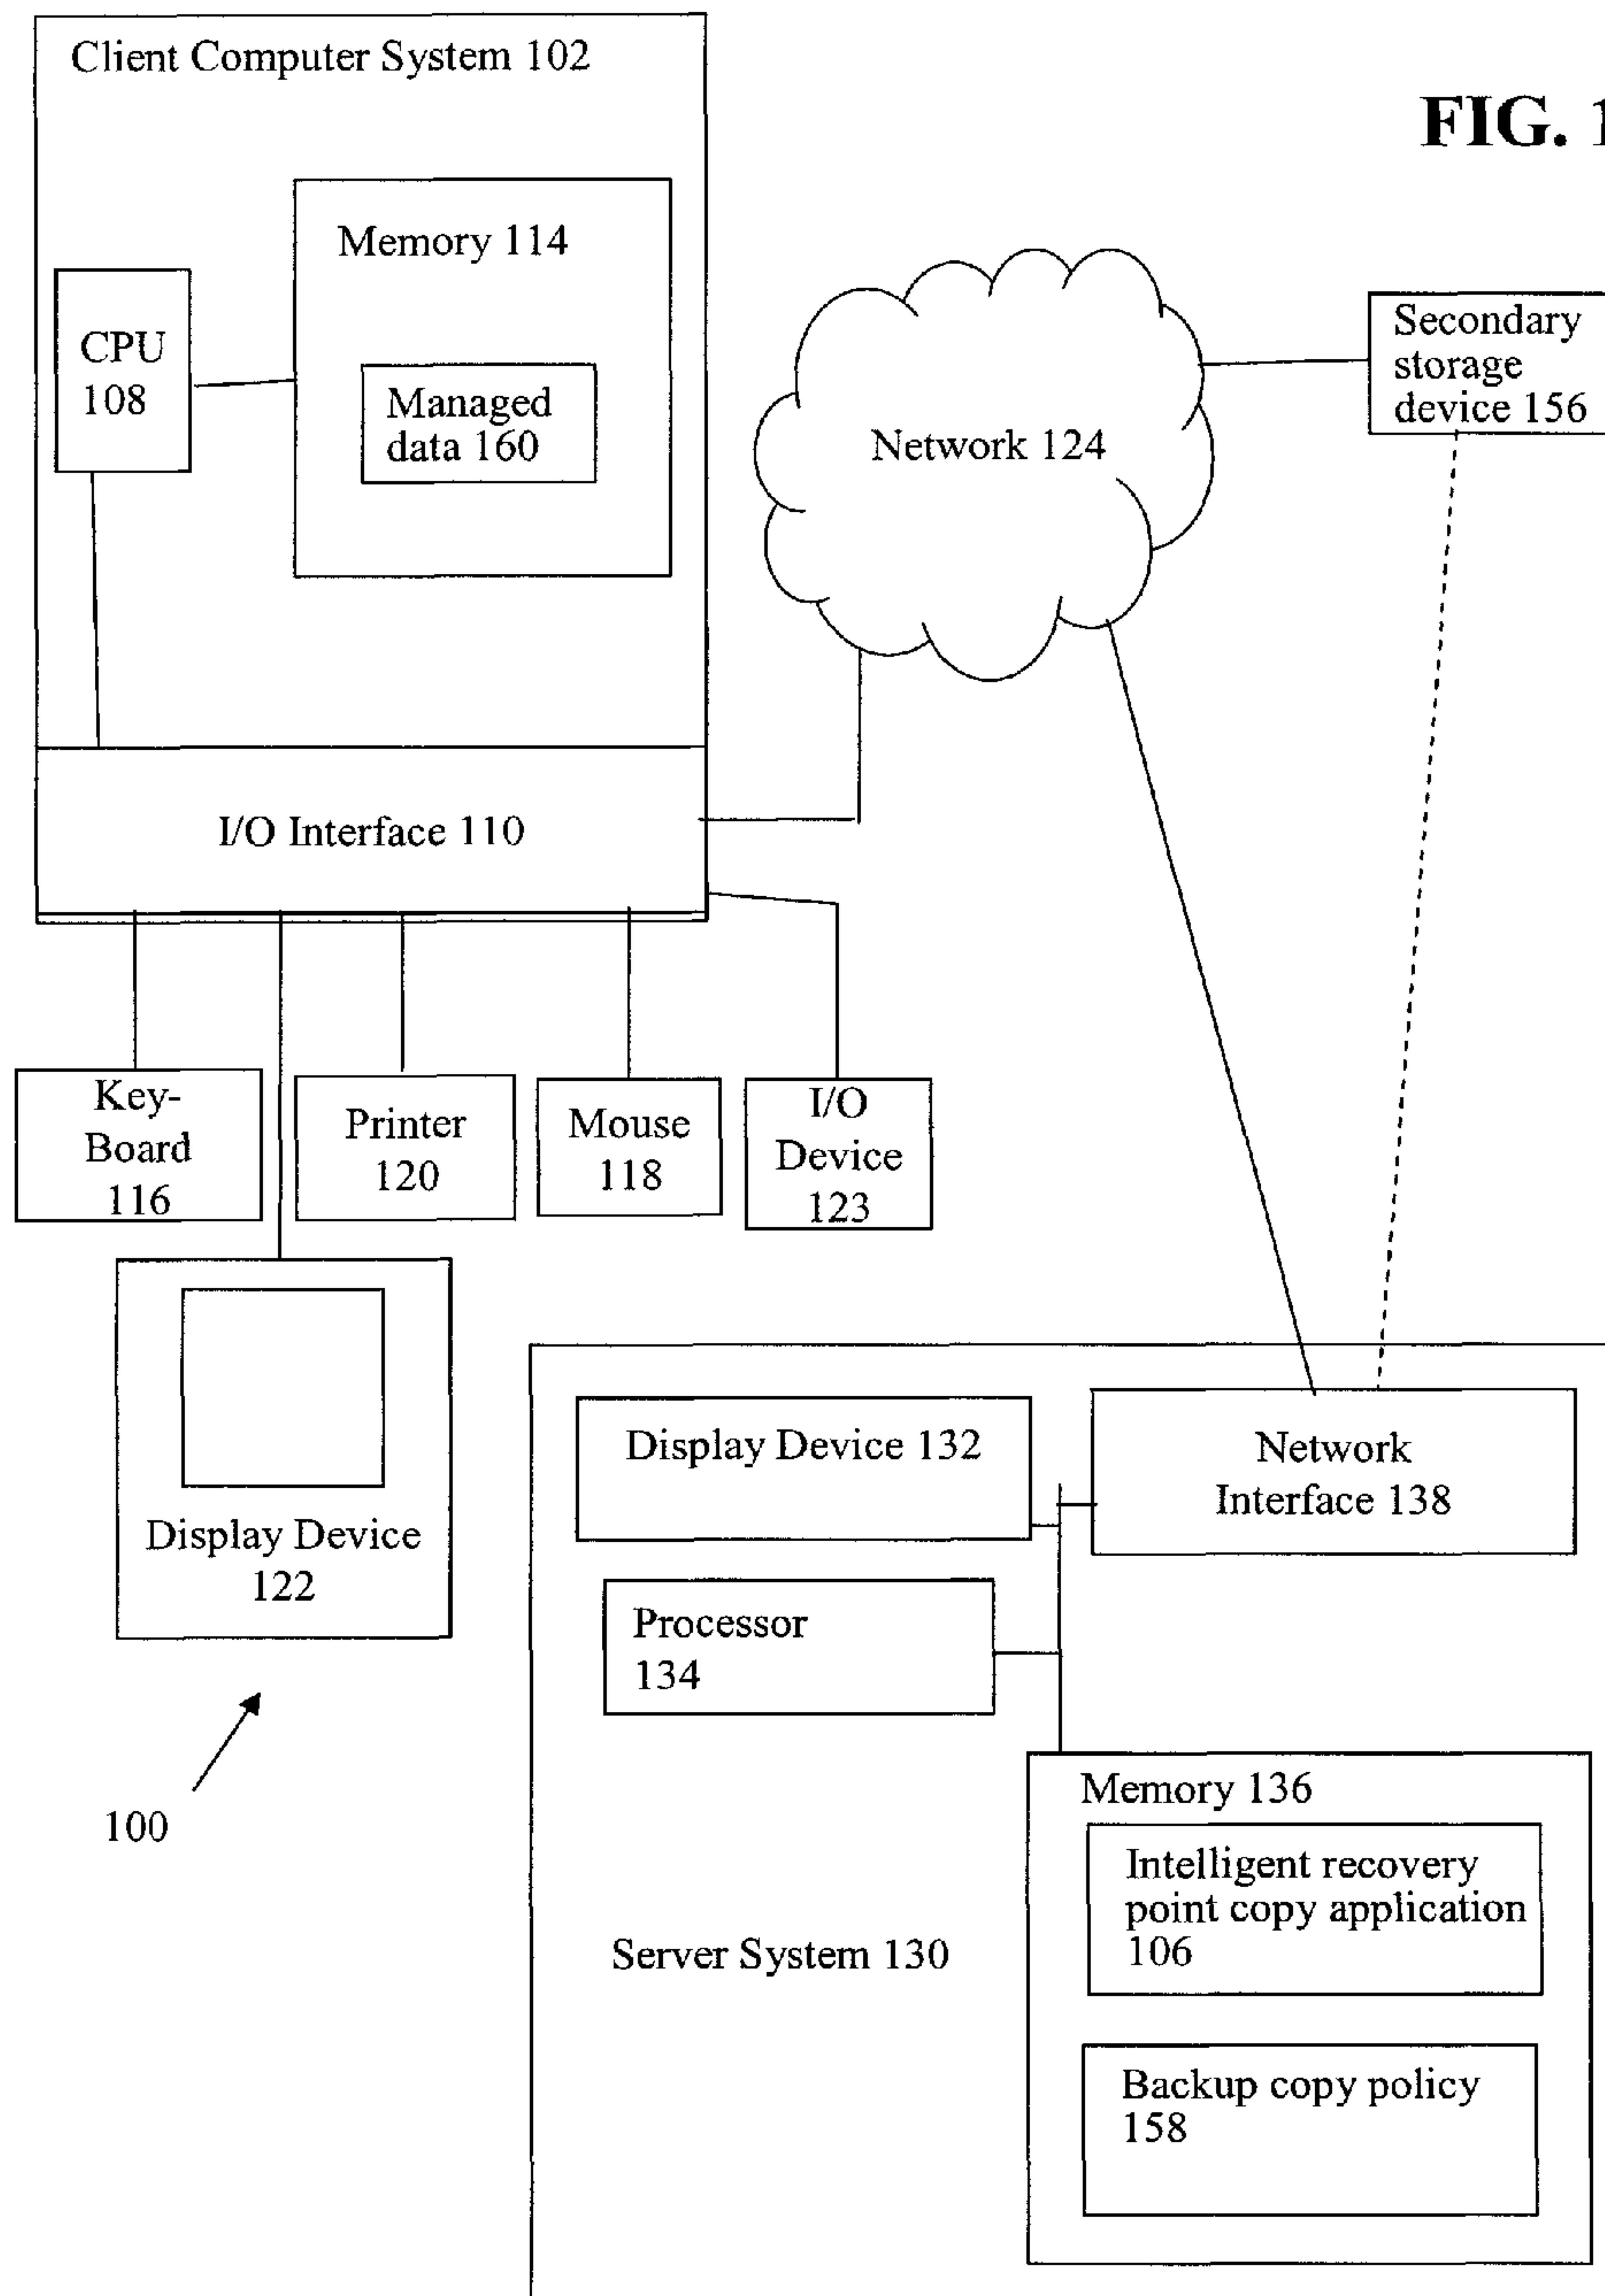 Client Computer System 102
FIG. 1
Memory 114
CPU
108
Managed
data 160
Network 124
Secondary
storage
device 156
I/O Interface 110
Key-
Board
116
Printer
120
Mouse
118
I/O
Device
123
Display Device
122
100
Display Device 132
Network
Interface 138
Processor
134
Memory 136
Intelligent recovery
point copy application
106
Server System 130
Backup copy policy
158